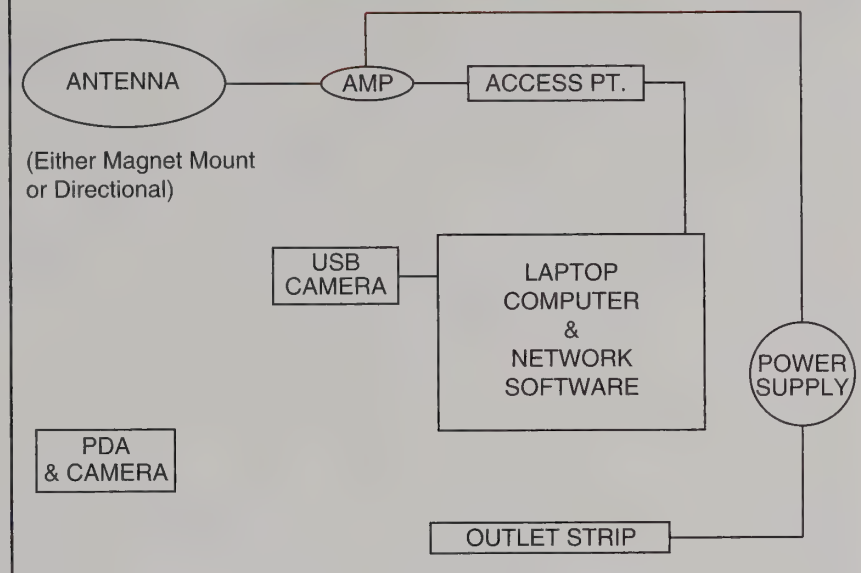 ANTENNA
AMP
ACCESS PT.
(Either Magnet Mount
or Directional)
USB
CAMERA
LAPTOP
COMPUTER
&
NETWORK
SOFTWARE
POWER
SUPPLY
PDA
& CAMERA
OUTLET STRIP